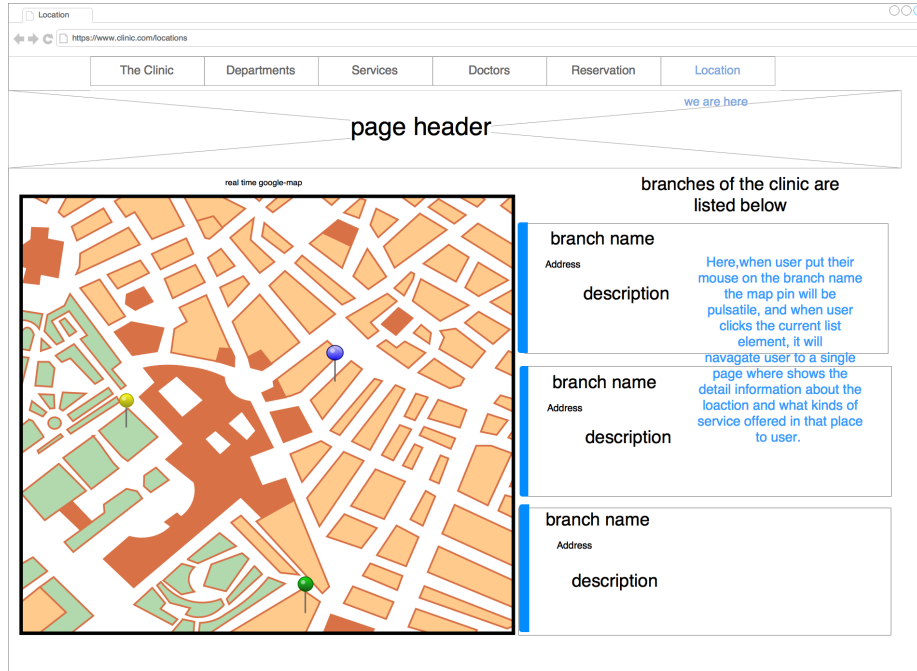 Location
https://www.clinic.com/locations
The Clinic
Departments
Services
Doctors
Reservation
Location
we are here
page header
real time google-map
branches of the clinic are
listed below
branch name
Address
description
Here,when user put their
mouse on the branch name
the map pin will be
pulsatile, and when user
clicks the current list
element, it will
navagate user to a single
page where shows the
detail information about the
loaction and what kinds of
service offered in that place
to user.
branch name
Address
description
branch name
Address
description